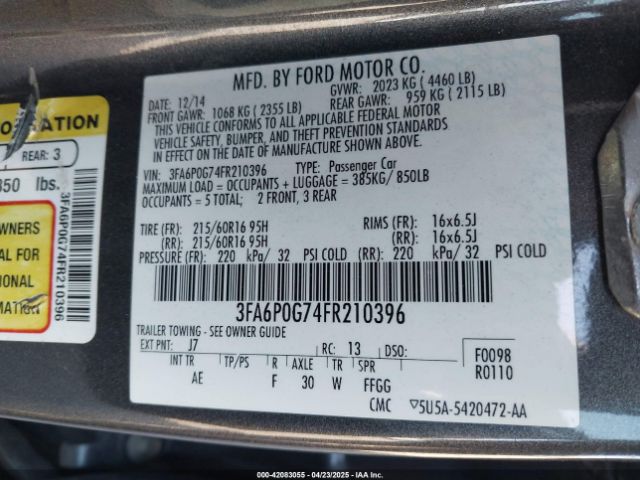 MFD. BY FORD MOTOR CO.
DATE: 12/14 GVWR: 2023 KG ( 4460 LB)
FRONT GAWR: 1068 KG ( 2355 LB) REAR GAWR: 959 KG ( 2115 LB)
THIS VEHICLE CONFORMS TO ALL APPLICABLE FEDERAL MOTOR
VEHICLE SAFETY, BUMPER, AND THEFT PREVENTION STANDARDS
IN EFFECT ON THE DATE OF MANUFACTURE SHOWN ABOVE.
VIN: 3FA6P0G74FR210396 TYPE: Passenger Car
MAXIMUM LOAD = OCCUPANTS + LUGGAGE = 385KG/ 850LB
OCCUPANTS = 5 TOTAL; 2 FRONT, 3 REAR
TIRE (FR): 215/60R16 95H RIMS (FR): 16x6.5J
(RR): 215/60R16 95H (RR): 16x6.5J
PRESSURE (FR): 220 kPa/ 32 PSI COLD (RR): 220 kPa/ 32 PSI COLD
3FA6P0G74FR210396
TRAILER TOWING - SEE OWNER GUIDE
EXT PNT: J7 RC: 13 DSO: F0098
INT TR TP/PS R AXLE TR SPR R0110
AE F 30 W FFGG
CMC ▽5U5A-5420472-AA
REAR: 3
850 lbs.
WNERS
AL FOR
IONAL
MATION
3FA6P0G74FR210396
000-42083055 - 04/23/2025 - IAA, Inc.